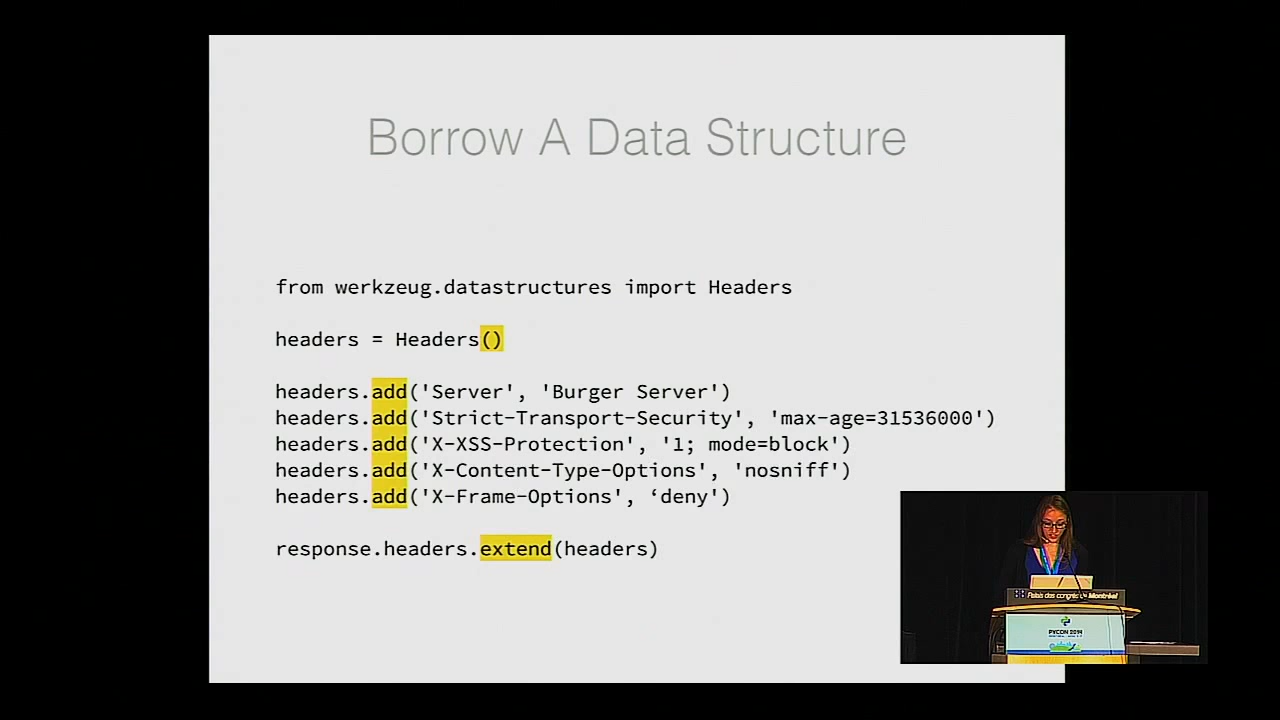 Borrow A Data Structure
from werkzeug.datastructures import Headers
headers = Headers()
headers.add('Server', 'Burger Server')
headers.add('Strict-Transport-Security', 'max-age=31536000')
headers.add('X-XSS-Protection', '1; mode=block')
headers.add('X-Content-Type-Options', 'nosniff')
headers.add('X-Frame-Options', ‘deny')
response.headers.extend(headers)
Palais des congrès de Montréal
PYCON 2014